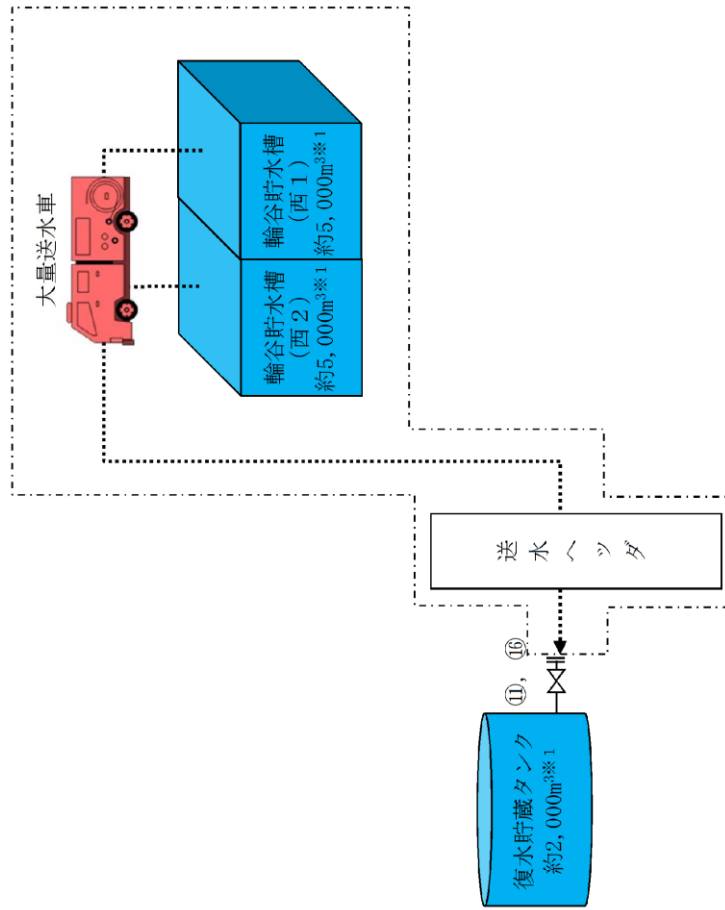 大量送水車
輪谷貯水槽
（西１）
約5,000m³※1
輪谷貯水槽
（西２）
約5,000m³※1
送水ヘッダ
⑪，⑯
復水貯蔵タンク
約2,000m³※1